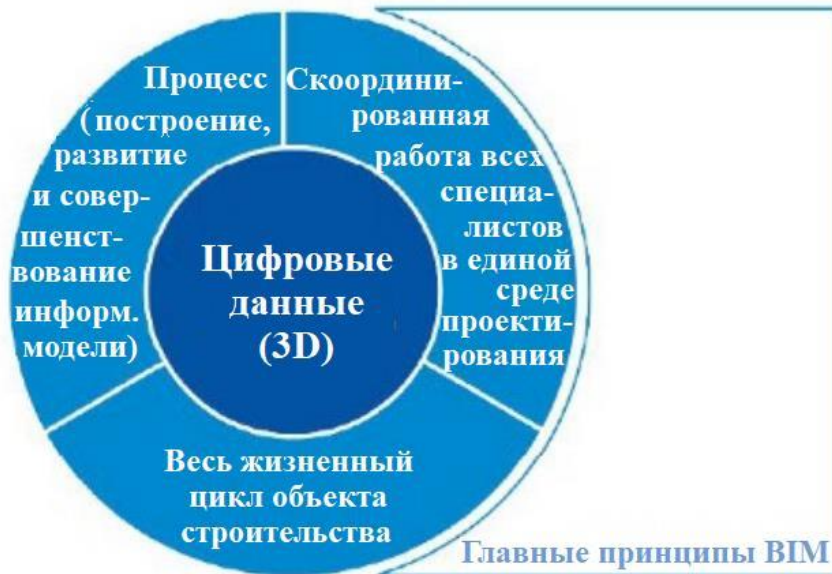 Процесс
(построение,
развитие
и совер-
шенст-
вование
информ.
модели)
Скоордини-
рованная
работа всех
специа-
листов
в единой
среде
проекти-
рования
Цифровые
данные
(3D)
Весь жизненный
цикл объекта
строительства
Главные принципы BIM